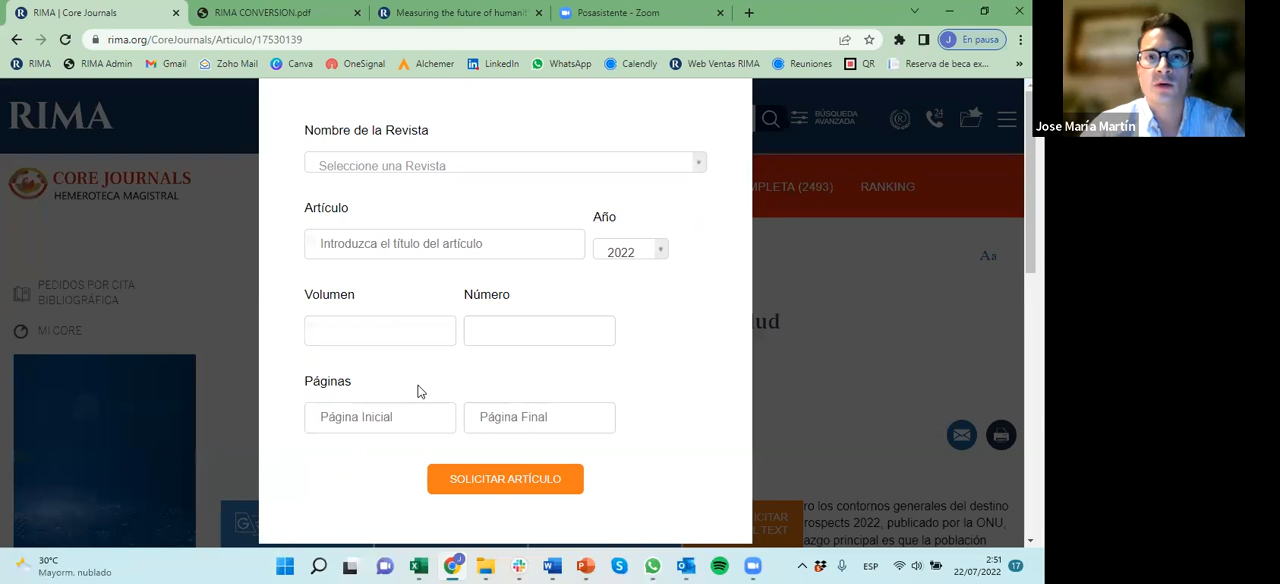 RIMA | Core Journals
RIMA CONVERSION.pdf
Measuring the future of humanit
Posasistente - Zoom
rima.org/CoreJournals/Articulo/17530139
J En pausa
RIMA
RIMA Admin
Gmail
Zoho Mail
Canva
OneSignal
Alchemer
LinkedIn
WhatsApp
Calendly
Web Ventas RIMA
Reuniones
QR
Reserva de beca ex...
RIMA
BÚSQUEDA
AVANZADA
24
CORE JOURNALS
HEMEROTECA MAGISTRAL
MPLETA (2493)
RANKING
Aa
PEDIDOS POR CITA
BIBLIOGRÁFICA
MI CORE
Nombre de la Revista
Seleccione una Revista
Artículo
Año
Introduzca el título del artículo
2022
Volumen
Número
Páginas
Página Inicial
Página Final
SOLICITAR ARTÍCULO
lud
ICITAR
L TEXT
ro los contornos generales del destino
rospects 2022, publicado por la ONU,
azgo principal es que la población
Jose María Martín
30°C
Mayorm. nublado
ESP
2:51
22/07/2022
17